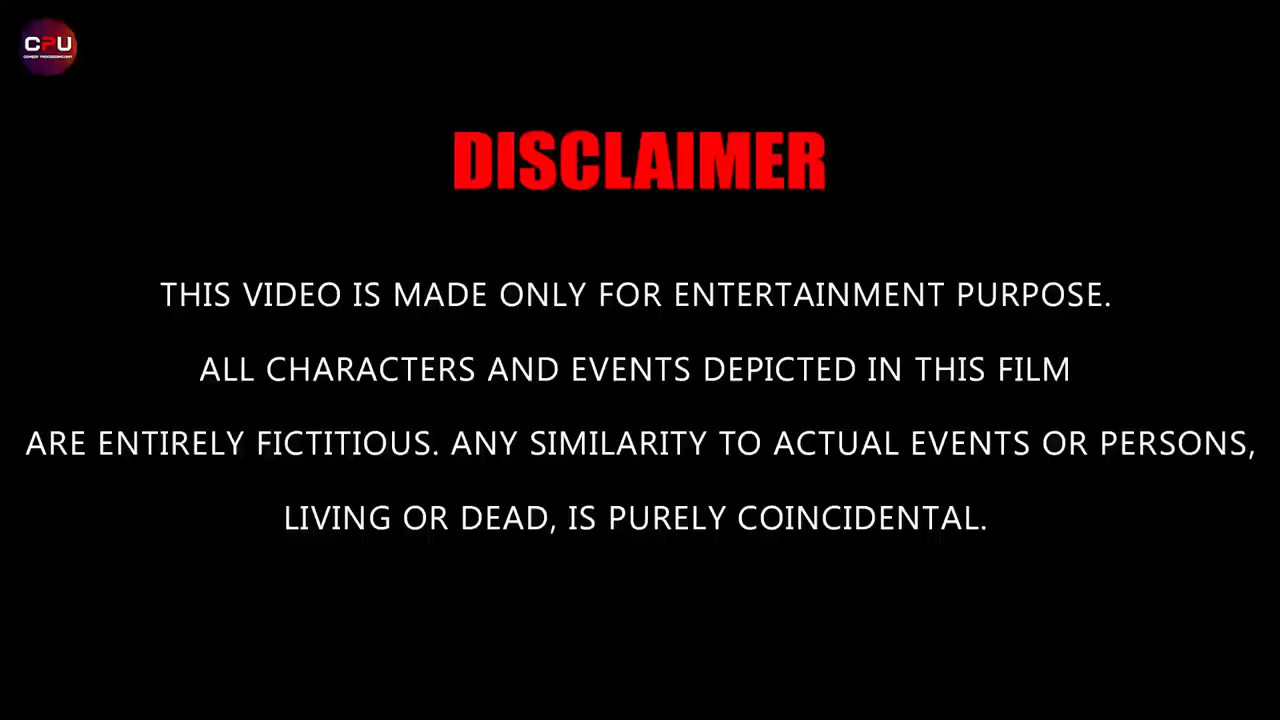 CPU
DISCLAIMER
THIS VIDEO IS MADE ONLY FOR ENTERTAINMENT PURPOSE.
ALL CHARACTERS AND EVENTS DEPICTED IN THIS FILM
ARE ENTIRELY FICTITIOUS. ANY SIMILARITY TO ACTUAL EVENTS OR PERSONS,
LIVING OR DEAD, IS PURELY COINCIDENTAL.